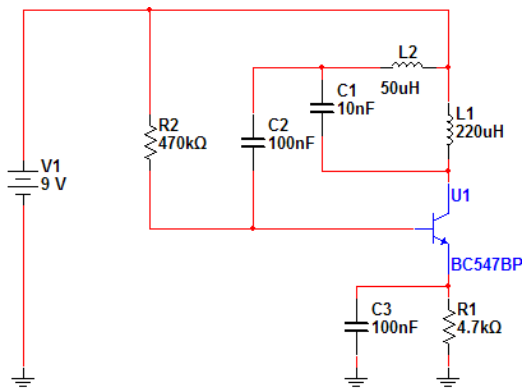 L2
50uH
C1
10nF
L1
220uH
R2
470kΩ
C2
100nF
V1
9 V
U1
BC547BP
C3
100nF
R1
4.7kΩ